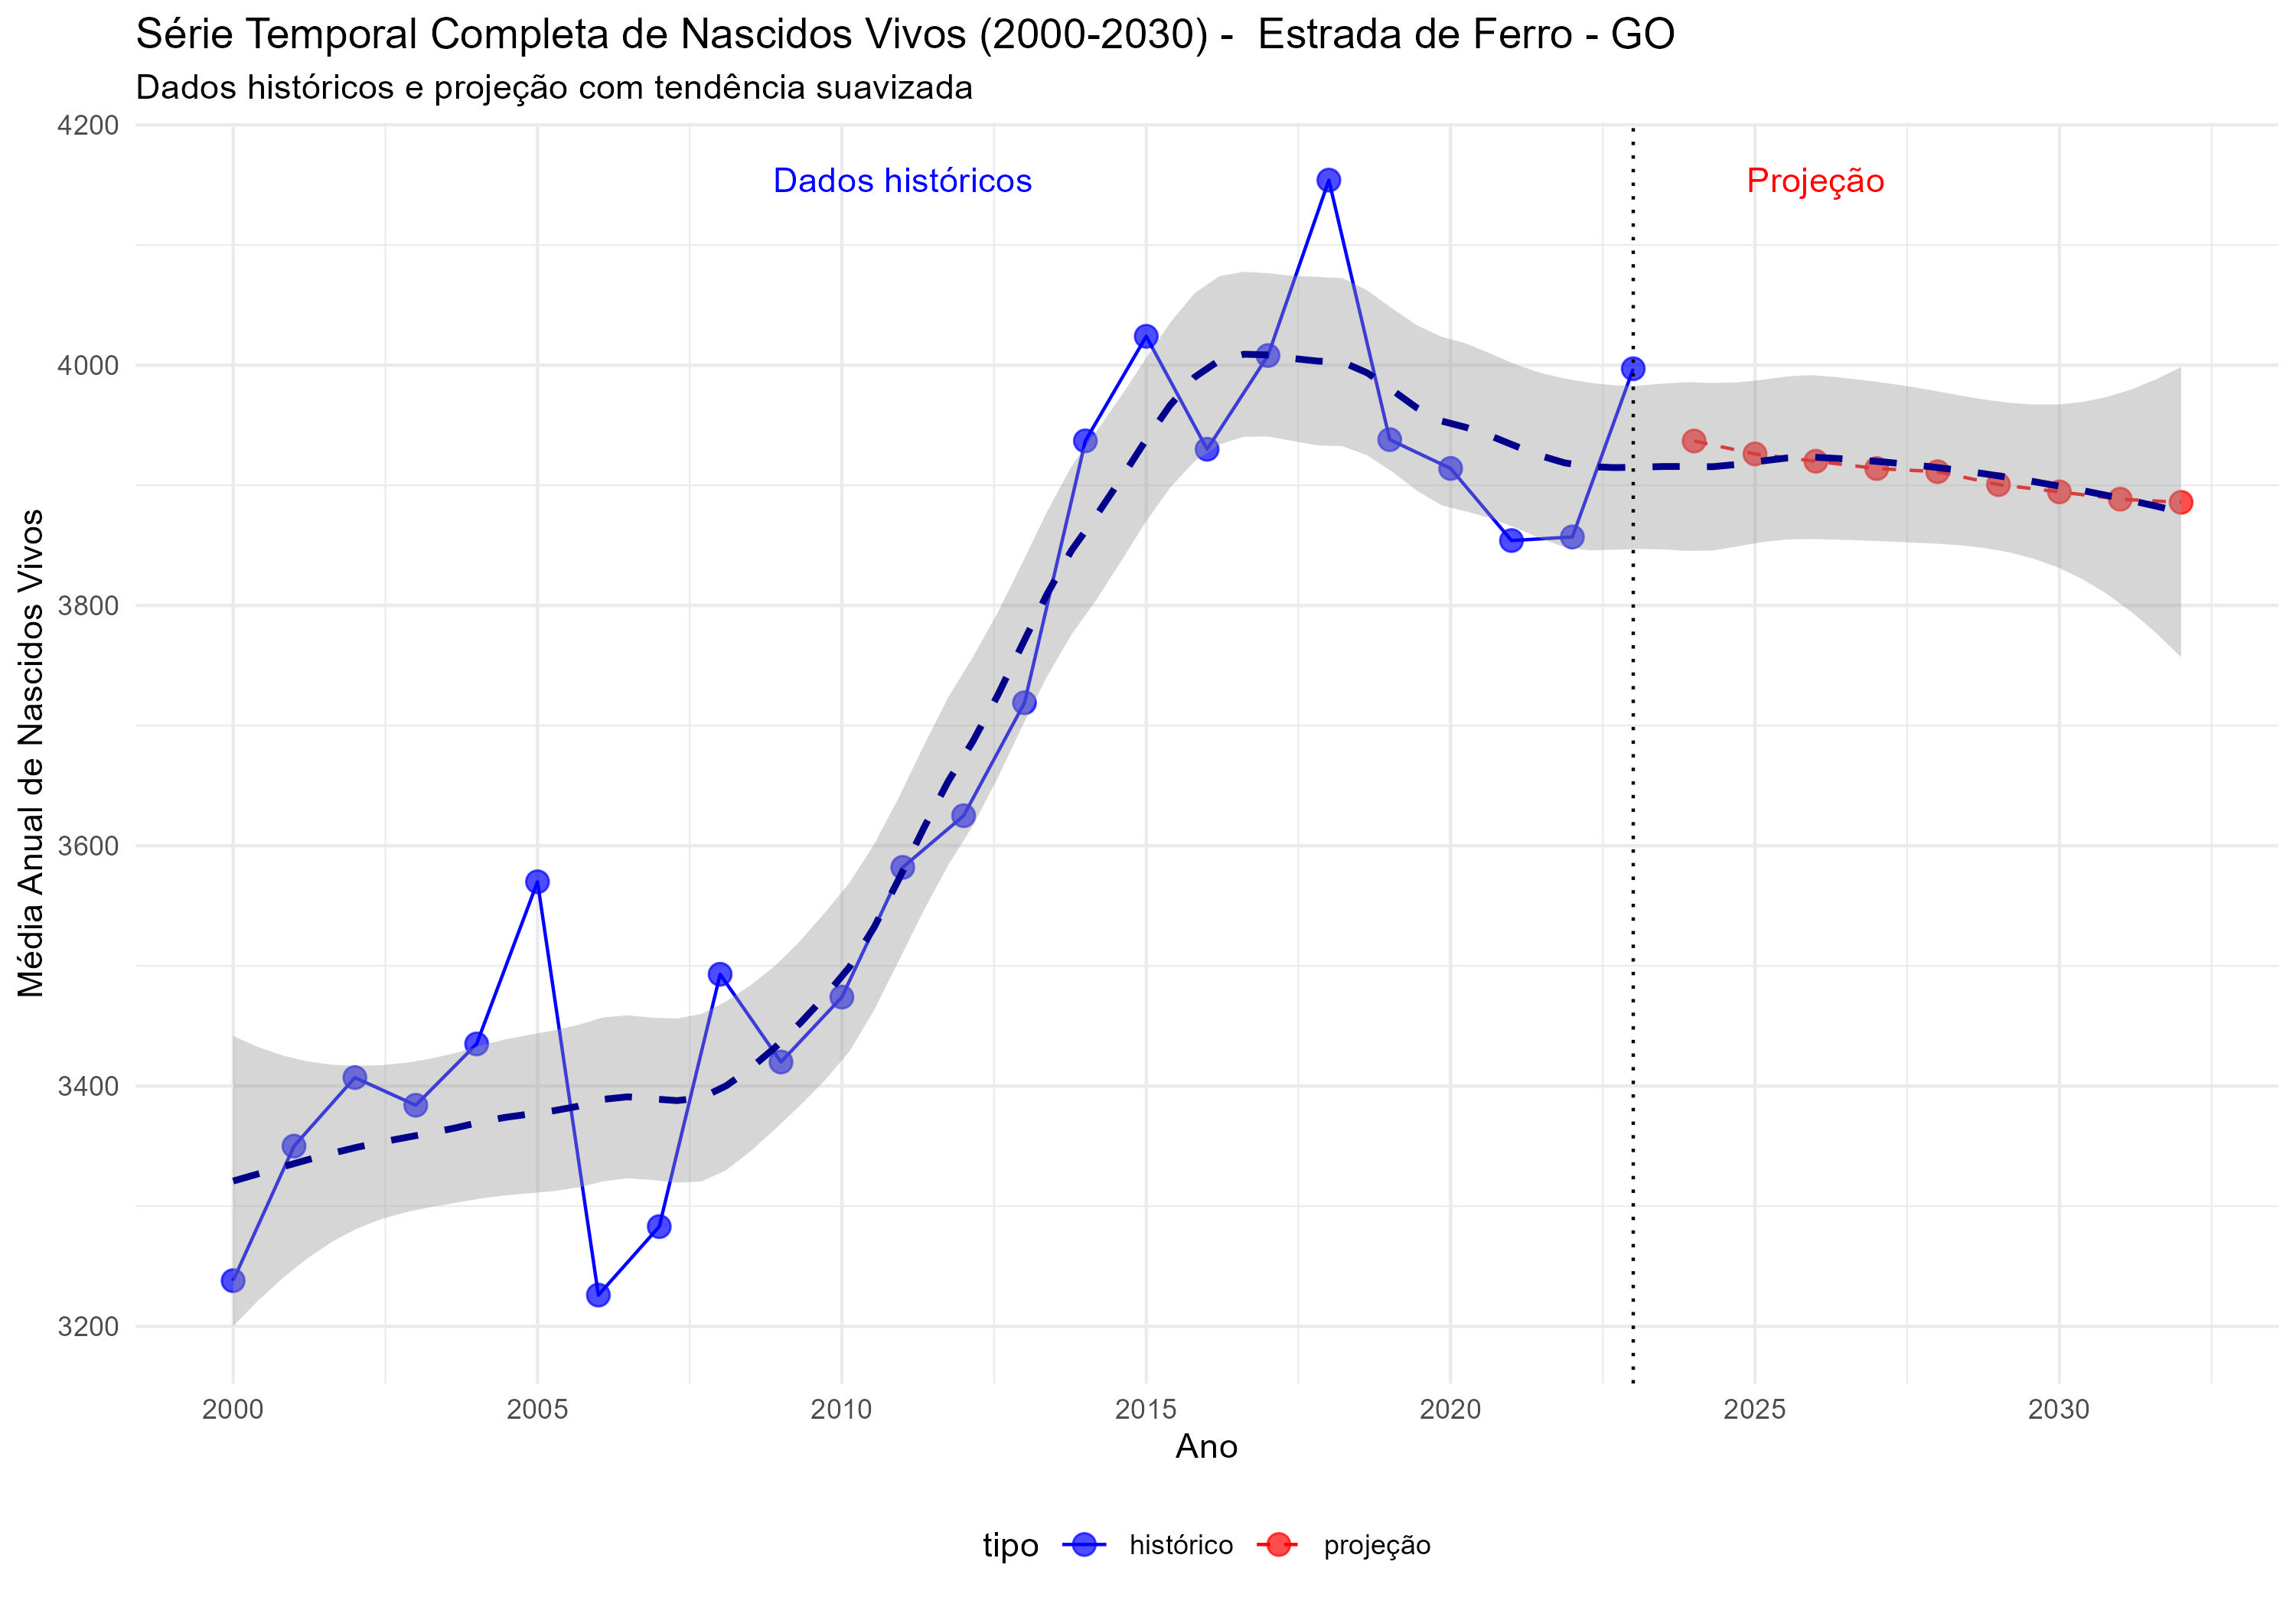 Série Temporal Completa de Nascidos Vivos (2000-2030) -  Estrada de Ferro - GO
Dados históricos e projeção com tendência suavizada
Média Anual de Nascidos Vivos
4200
4000
3800
3600
3400
3200
Dados históricos
Projeção
2000
2005
2010
2015
2020
2025
2030
Ano
tipo
histórico
projeção